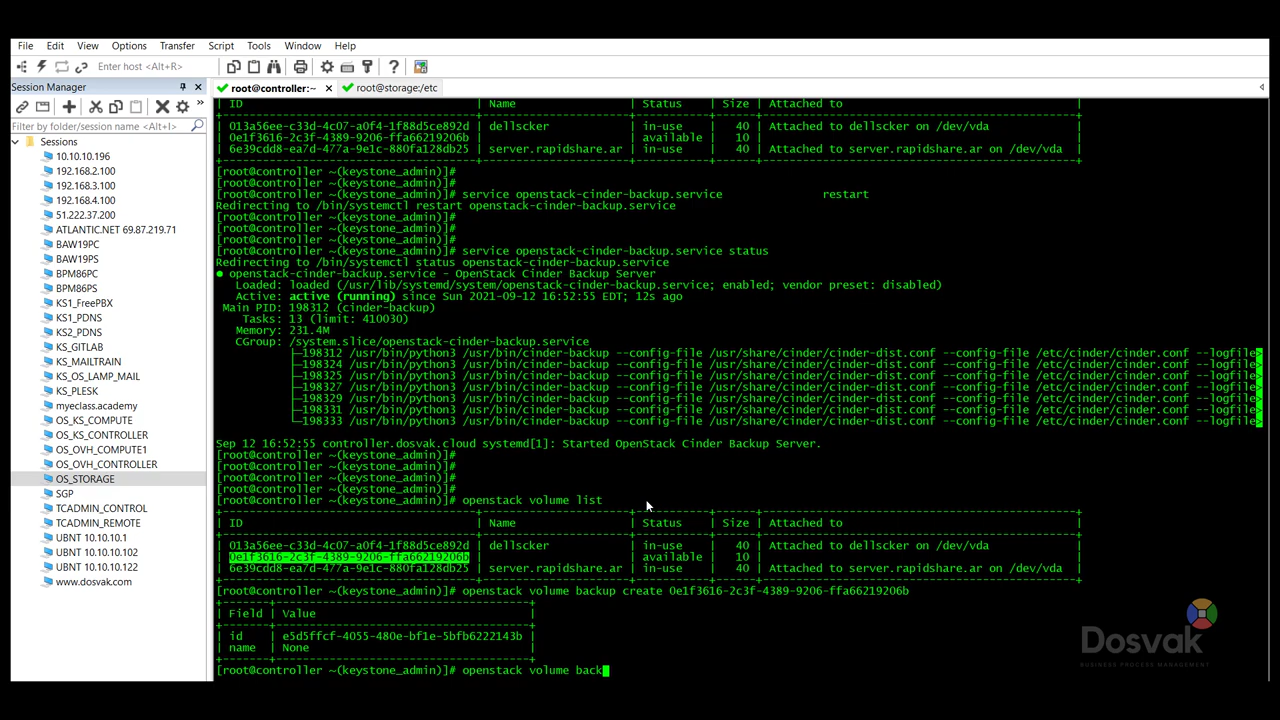 File Edit View Options Transfer Script Tools Window Help
Enter host <Alt+R>
Session Manager
root@controller:~
root@storage:/etc
Filter by folder/session name <Alt+I>
Sessions
10.10.10.196
192.168.2.100
192.168.3.100
192.168.4.100
51.222.37.200
ATLANTIC.NET 69.87.219.71
BAW19PC
BAW19PS
BPM86PC
BPM86PS
KS1_FreePBX
KS1_PDNS
KS2_PDNS
KS_GITLAB
KS_MAILTRAIN
KS_OS_LAMP_MAIL
KS_PLESK
myeclass.academy
OS_KS_COMPUTE
OS_KS_CONTROLLER
OS_OVH_COMPUTE1
OS_OVH_CONTROLLER
OS_STORAGE
SGP
TCADMIN_CONTROL
TCADMIN_REMOTE
UBNT 10.10.10.1
UBNT 10.10.10.102
UBNT 10.10.10.122
www.dosvak.com
| ID | Name | Status | Size | Attached to |
| 013a56ee-c33d-4c07-a0f4-1f88d5ce892d | dellscker | in-use | 40 | Attached to dellscker on /dev/vda
| 0e1f3616-2c3f-4389-9206-ffa66219206b | | available | 10 |
| 6e39cdd8-ea7d-477a-9e1c-880fa128db25 | server.rapidshare.ar | in-use | 40 | Attached to server.rapidshare.ar on /dev/vda |
[root@controller ~(keystone_admin)]#
[root@controller ~(keystone_admin)]#
[root@controller ~(keystone_admin)]# service openstack-cinder-backup.service restart
Redirecting to /bin/systemctl restart openstack-cinder-backup.service
[root@controller ~(keystone_admin)]#
[root@controller ~(keystone_admin)]#
[root@controller ~(keystone_admin)]#
[root@controller ~(keystone_admin)]# service openstack-cinder-backup.service status
Redirecting to /bin/systemctl status openstack-cinder-backup.service
● openstack-cinder-backup.service - OpenStack Cinder Backup Server
Loaded: loaded (/usr/lib/systemd/system/openstack-cinder-backup.service; enabled; vendor preset: disabled)
Active: active (running) since Sun 2021-09-12 16:52:55 EDT; 12s ago
Main PID: 198312 (cinder-backup)
Tasks: 13 (limit: 410030)
Memory: 231.4M
CGroup: /system.slice/openstack-cinder-backup.service
├─198312 /usr/bin/python3 /usr/bin/cinder-backup --config-file /usr/share/cinder/cinder-dist.conf --config-file /etc/cinder/cinder.conf --logfile>
├─198324 /usr/bin/python3 /usr/bin/cinder-backup --config-file /usr/share/cinder/cinder-dist.conf --config-file /etc/cinder/cinder.conf --logfile>
├─198325 /usr/bin/python3 /usr/bin/cinder-backup --config-file /usr/share/cinder/cinder-dist.conf --config-file /etc/cinder/cinder.conf --logfile>
├─198327 /usr/bin/python3 /usr/bin/cinder-backup --config-file /usr/share/cinder/cinder-dist.conf --config-file /etc/cinder/cinder.conf --logfile>
├─198329 /usr/bin/python3 /usr/bin/cinder-backup --config-file /usr/share/cinder/cinder-dist.conf --config-file /etc/cinder/cinder.conf --logfile>
├─198331 /usr/bin/python3 /usr/bin/cinder-backup --config-file /usr/share/cinder/cinder-dist.conf --config-file /etc/cinder/cinder.conf --logfile>
└─198333 /usr/bin/python3 /usr/bin/cinder-backup --config-file /usr/share/cinder/cinder-dist.conf --config-file /etc/cinder/cinder.conf --logfile>
Sep 12 16:52:55 controller.dosvak.cloud systemd[1]: Started OpenStack Cinder Backup Server.
[root@controller ~(keystone_admin)]#
[root@controller ~(keystone_admin)]#
[root@controller ~(keystone_admin)]#
[root@controller ~(keystone_admin)]#
[root@controller ~(keystone_admin)]# openstack volume list
| ID | Name | Status | Size | Attached to |
| 013a56ee-c33d-4c07-a0f4-1f88d5ce892d | dellscker | in-use | 40 | Attached to dellscker on /dev/vda
| 0e1f3616-2c3f-4389-9206-ffa66219206b | | available | 10 |
| 6e39cdd8-ea7d-477a-9e1c-880fa128db25 | server.rapidshare.ar | in-use | 40 | Attached to server.rapidshare.ar on /dev/vda |
[root@controller ~(keystone_admin)]# openstack volume backup create 0e1f3616-2c3f-4389-9206-ffa66219206b
| Field | Value |
| id | e5d5ffcf-4055-480e-bf1e-5bfb6222143b |
| name | None |
[root@controller ~(keystone_admin)]# openstack volume back
Dosvak
BUSINESS PROCESS MANAGEMENT